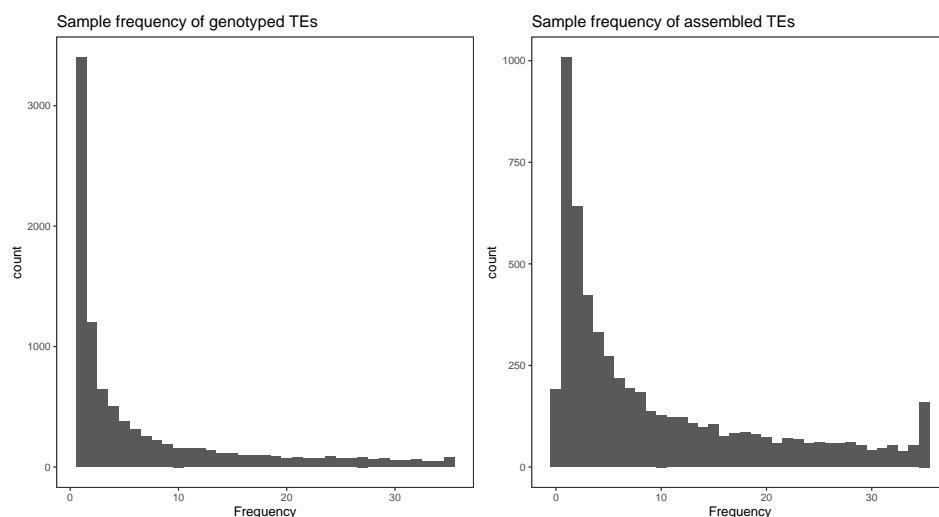 Sample frequency of genotyped TEs
3000
2000
1000
0
count
0 10 20 30
Frequency
Sample frequency of assembled TEs
1000
750
500
250
0
count
0 10 20 30
Frequency